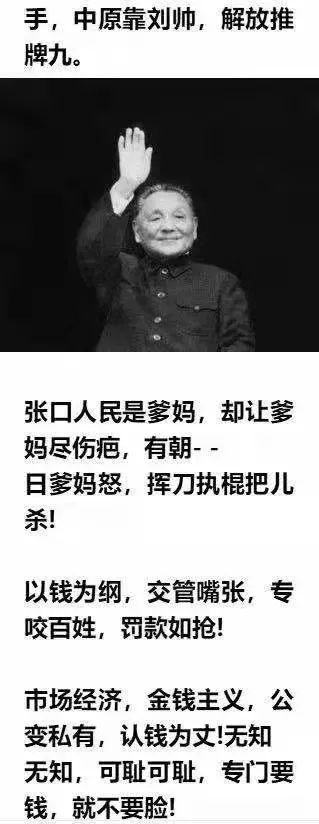 手，中原靠刘帅，解放推
牌九。
张口人民是爹妈，却让爹
妈尽伤疤，有朝- -
日爹妈怒，挥刀执棍把儿
杀!
以钱为纲，交管嘴张，专
咬百姓，罚款如抢!
市场经济，金钱主义，公
变私有，认钱为丈!无知
无知，可耻可耻，专门要
钱，就不要脸!